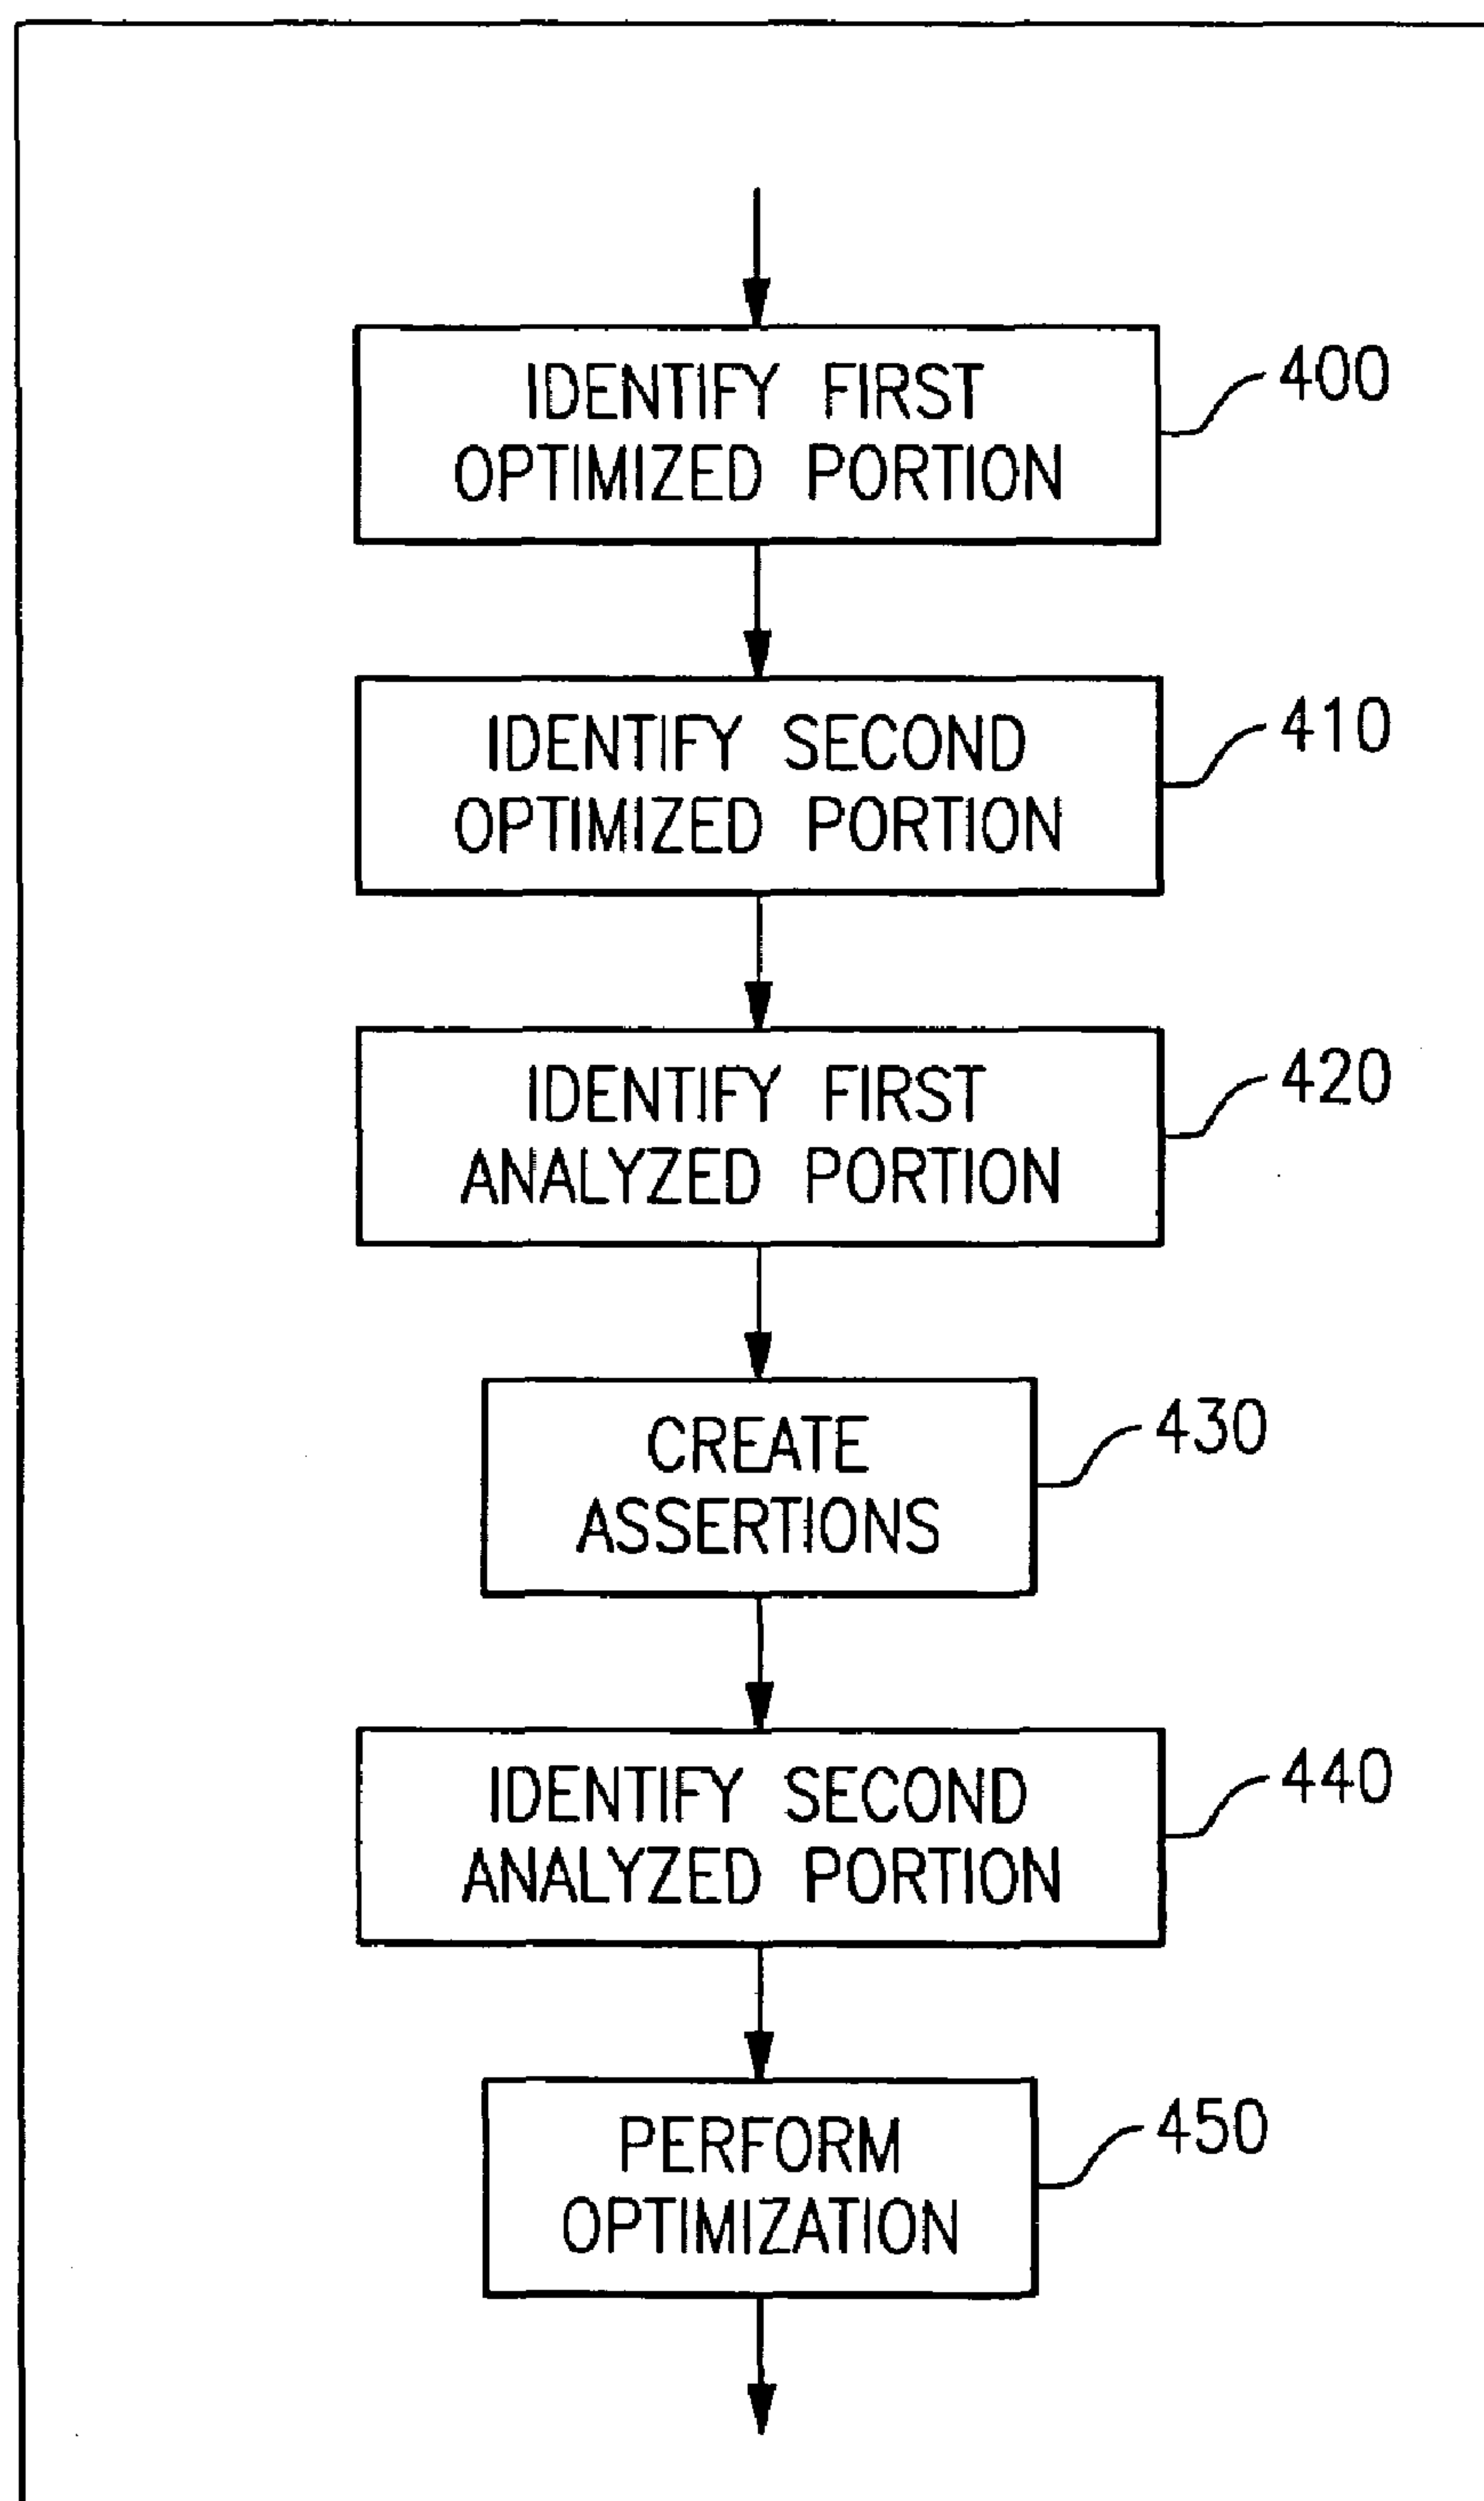 IDENTIFY FIRST
OPTIMIZED PORTION
400
IDENTIFY SECOND
OPTIMIZED PORTION
410
IDENTIFY FIRST
ANALYZED PORTION
420
CREATE
ASSERTIONS
430
IDENTIFY SECOND
ANALYZED PORTION
440
PERFORM
OPTIMIZATION
450